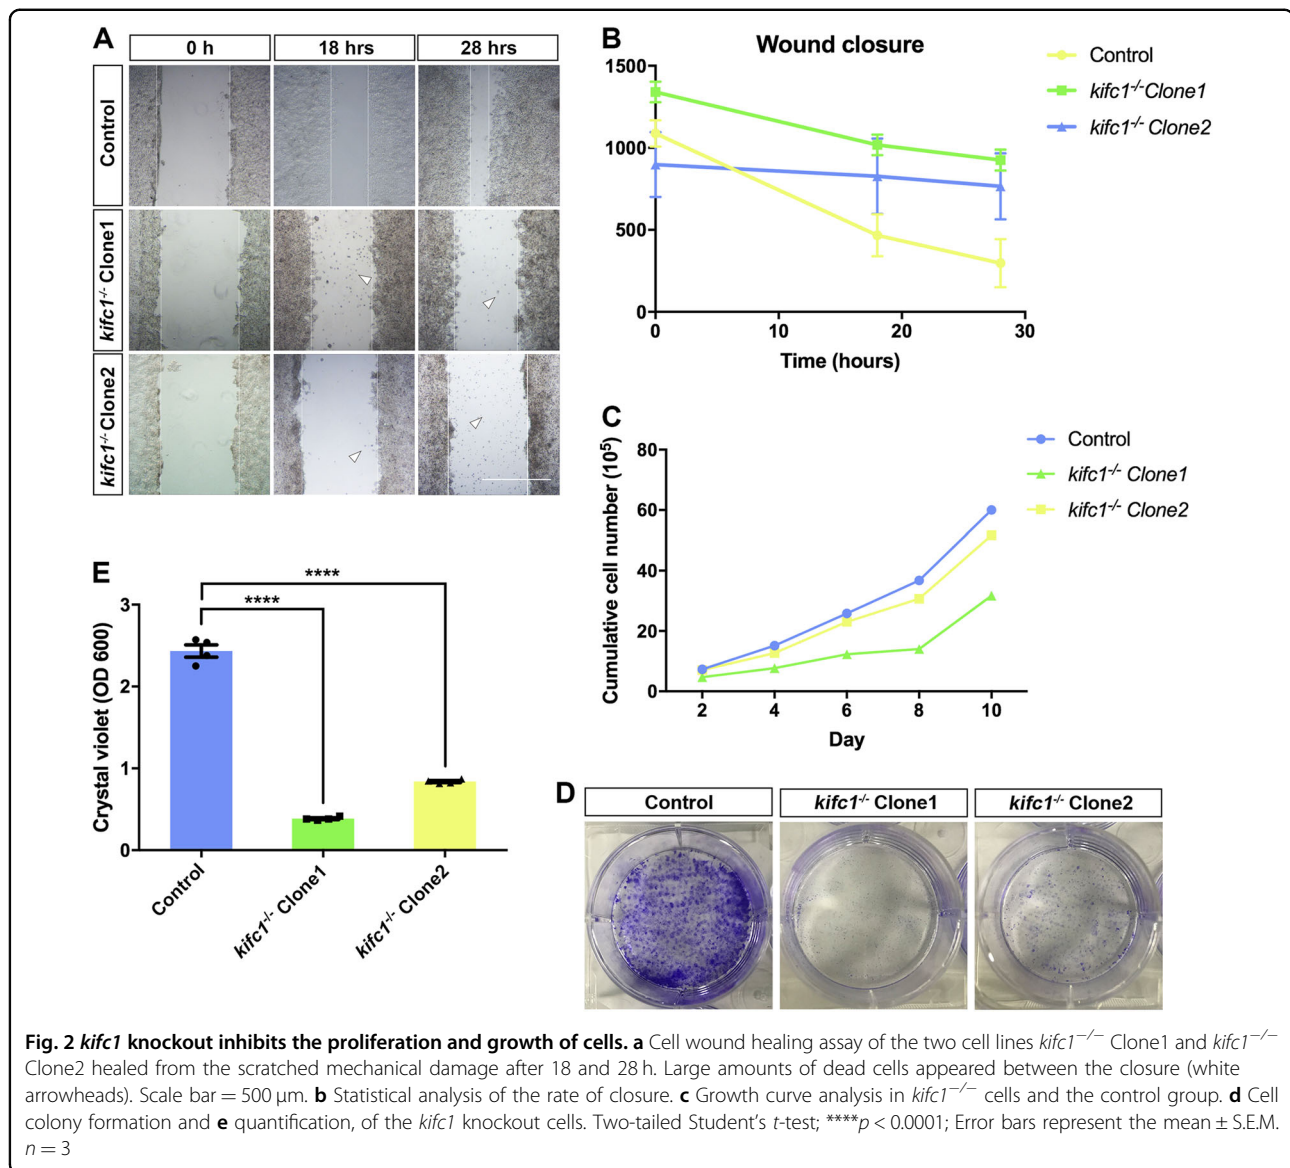 A
0 h
18 hrs
28 hrs
Control
kifc1-/- Clone1
kifc1-/- Clone2
B
Wound closure
1500
1000
500
0
0
10
20
30
Time (hours)
Control
kifc1-/-Clone1
kifc1-/- Clone2
C
Cumulative cell number (10⁵)
80
60
40
20
0
2
4
6
8
10
Day
Control
kifc1-/- Clone1
kifc1-/- Clone2
E
Crystal violet (OD 600)
3
2
1
0
****
****
Control
kifc1-/- Clone1
kifc1-/- Clone2
D
Control
kifc1-/- Clone1
kifc1-/- Clone2
Fig. 2 kifc1 knockout inhibits the proliferation and growth of cells. a Cell wound healing assay of the two cell lines kifc1−/− Clone1 and kifc1−/−
Clone2 healed from the scratched mechanical damage after 18 and 28 h. Large amounts of dead cells appeared between the closure (white
arrowheads). Scale bar = 500 μm. b Statistical analysis of the rate of closure. c Growth curve analysis in kifc1−/− cells and the control group. d Cell
colony formation and e quantification, of the kifc1 knockout cells. Two-tailed Student's t-test; ****p < 0.0001; Error bars represent the mean ± S.E.M.
n = 3